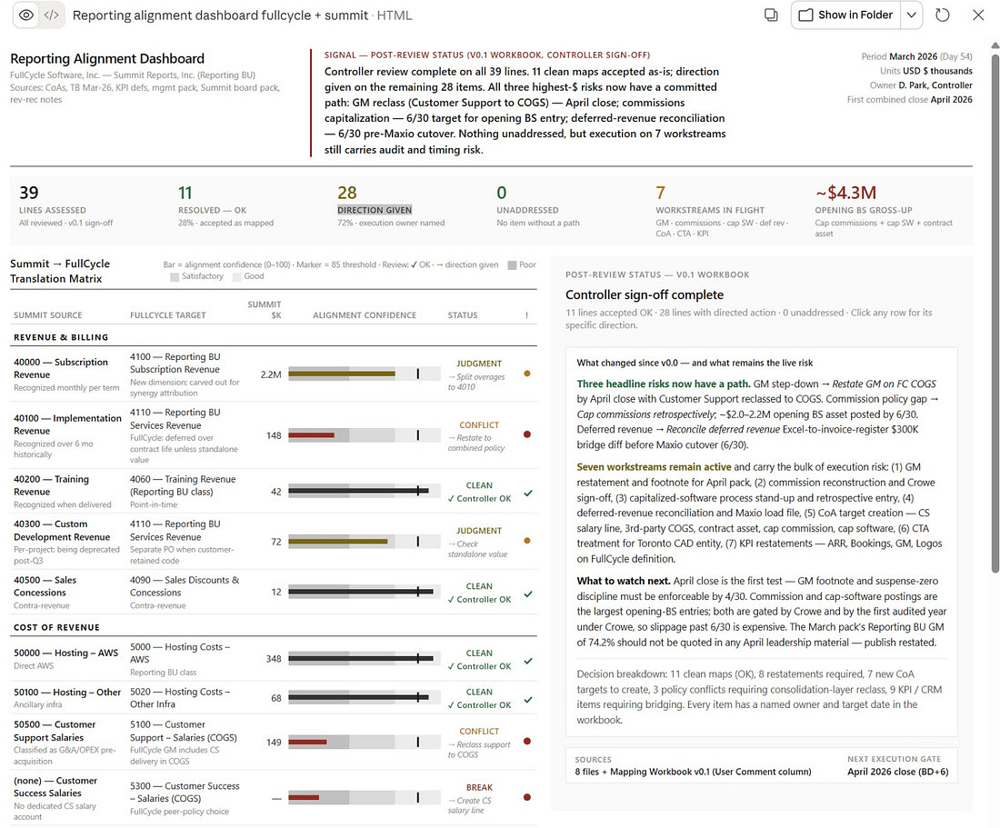 Reporting alignment dashboard fullcycle + summit · HTML
Show in Folder
Reporting Alignment Dashboard
FullCycle Software, Inc. — Summit Reports, Inc. (Reporting BU)
Sources: CoAs, TB Mar-26, KPI defs, mgmt pack, Summit board pack,
rev-rec notes
SIGNAL — POST-REVIEW STATUS (V0.1 WORKBOOK, CONTROLLER SIGN-OFF)
Controller review complete on all 39 lines. 11 clean maps accepted as-is; direction
given on the remaining 28 items. All three highest-$ risks now have a committed
path: GM reclass (Customer Support to COGS) — April close; commissions
capitalization — 6/30 target for opening BS entry; deferred-revenue reconciliation
— 6/30 pre-Maxio cutover. Nothing unaddressed, but execution on 7 workstreams
still carries audit and timing risk.
Period March 2026 (Day 54)
Units USD $ thousands
Owner D. Park, Controller
First combined close April 2026
39
LINES ASSESSED
All reviewed · v0.1 sign-off
11
RESOLVED — OK
28% · accepted as mapped
28
DIRECTION GIVEN
72% · execution owner named
0
UNADDRESSED
No item without a path
7
WORKSTREAMS IN FLIGHT
GM · commissions · cap SW · def rev ·
CoA · CTA · KPI
~$4.3M
OPENING BS GROSS-UP
Cap commissions + cap SW + contract
asset
Summit → FullCycle
Translation Matrix
Bar = alignment confidence (0–100) · Marker = 85 threshold · Review: ✓ OK · → direction given Poor
Satisfactory Good
SUMMIT SOURCE FULLCYCLE TARGET SUMMIT
$K ALIGNMENT CONFIDENCE STATUS !
REVENUE & BILLING
40000 — Subscription
Revenue
Recognized monthly per term
4100 — Reporting BU
Subscription Revenue
New dimension: carved out for
synergy attribution
2.2M
JUDGMENT
→ Split overages
to 4010
40100 — Implementation
Revenue
Recognized over 6 mo
historically
4110 — Reporting BU
Services Revenue
FullCycle: deferred over
contract life unless standalone
value
148
CONFLICT
→ Restate to
combined policy
40200 — Training
Revenue
Recognized when delivered
4060 — Training Revenue
(Reporting BU class)
Point-in-time
42
CLEAN
✓ Controller OK
✓
40300 — Custom
Development Revenue
Per-project: being deprecated
post-Q3
4110 — Reporting BU
Services Revenue
Separate PO when customer-
retained code
72
JUDGMENT
→ Check
standalone value
40500 — Sales
Concessions
Contra-revenue
4090 — Sales Discounts &
Concessions
Contra-revenue
12
CLEAN
✓ Controller OK
✓
COST OF REVENUE
50000 — Hosting – AWS
Direct AWS
5000 — Hosting Costs –
AWS
Reporting BU class
348
CLEAN
✓ Controller OK
✓
50100 — Hosting – Other
Ancillary infra
5020 — Hosting Costs –
Other Infra
68
CLEAN
✓ Controller OK
✓
50500 — Customer
Support Salaries
Classified as G&A/OPEX pre-
acquisition
5100 — Customer
Support – Salaries (COGS)
FullCycle GM includes CS
delivery in COGS
149
CONFLICT
→ Reclass support
to COGS
(none) — Customer
Success Salaries
No dedicated CS salary
account
5300 — Customer Success
– Salaries (COGS)
FullCycle peer-policy choice
—
BREAK
→ Create CS
salary line
POST-REVIEW STATUS — V0.1 WORKBOOK
Controller sign-off complete
11 lines accepted OK · 28 lines with directed action · 0 unaddressed · Click any row for its
specific direction.
What changed since v0.0 — and what remains the live risk
Three headline risks now have a path. GM step-down → Restate GM on FC COGS
by April close with Customer Support reclassed to COGS. Commission policy gap →
Cap commissions retrospectively; ~$2.0–2.2M opening BS asset posted by 6/30.
Deferred revenue → Reconcile deferred revenue Excel-to-invoice-register $300K
bridge diff before Maxio cutover (6/30).
Seven workstreams remain active and carry the bulk of execution risk: (1) GM
restatement and footnote for April pack, (2) commission reconstruction and Crowe
sign-off, (3) capitalized-software process stand-up and retrospective entry, (4)
deferred-revenue reconciliation and Maxio load file, (5) CoA target creation — CS
salary line, 3rd-party COGS, contract asset, cap commission, cap software, (6) CTA
treatment for Toronto CAD entity, (7) KPI restatements — ARR, Bookings, GM, Logos
on FullCycle definition.
What to watch next. April close is the first test — GM footnote and suspense-zero
discipline must be enforceable by 4/30. Commission and cap-software postings are
the largest opening-BS entries; both are gated by Crowe and by the first audited year
under Crowe, so slippage past 6/30 is expensive. The March pack's Reporting BU GM
of 74.2% should not be quoted in any April leadership material — publish restated.
Decision breakdown: 11 clean maps (OK), 8 restatements required, 7 new CoA
targets to create, 3 policy conflicts requiring consolidation-layer reclass, 9 KPI / CRM
items requiring bridging. Every item has a named owner and target date in the
workbook.
SOURCES
8 files + Mapping Workbook v0.1 (User Comment column)
NEXT EXECUTION GATE
April 2026 close (BD+6)